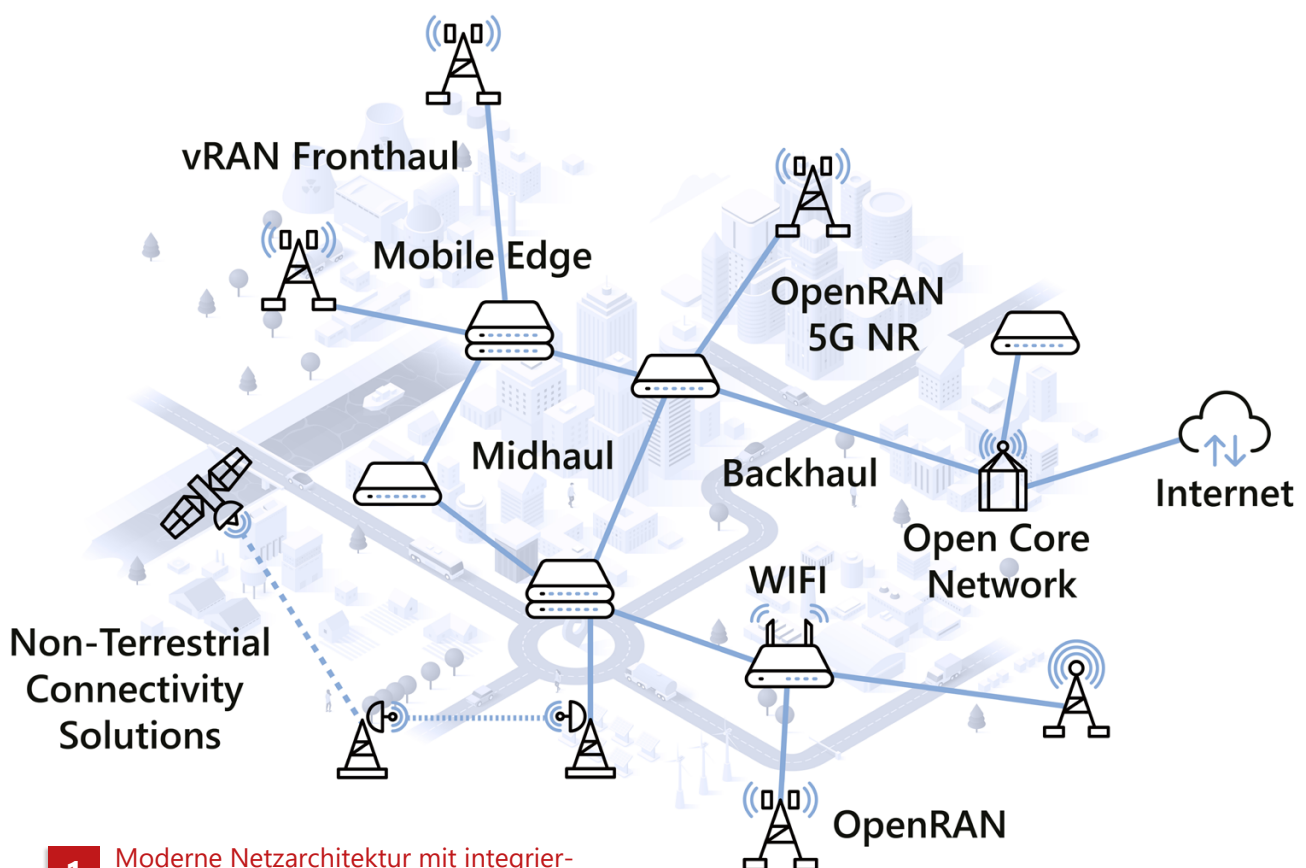 vRAN Fronthaul
Mobile Edge
OpenRAN
5G NR
Midhaul
Backhaul
Internet
Open Core
Network
WIFI
Non-Terrestrial
Connectivity
Solutions
OpenRAN
1 Moderne Netzarchitektur mit integrier-